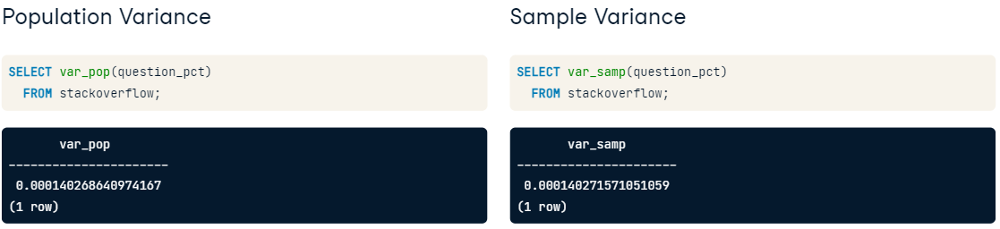 Population Variance
SELECT var_pop(question_pct)
  FROM stackoverflow;
       var_pop
----------------------
 0.000140268640974167
(1 row)
Sample Variance
SELECT var_samp(question_pct)
  FROM stackoverflow;
       var_samp
----------------------
 0.000140271571051059
(1 row)